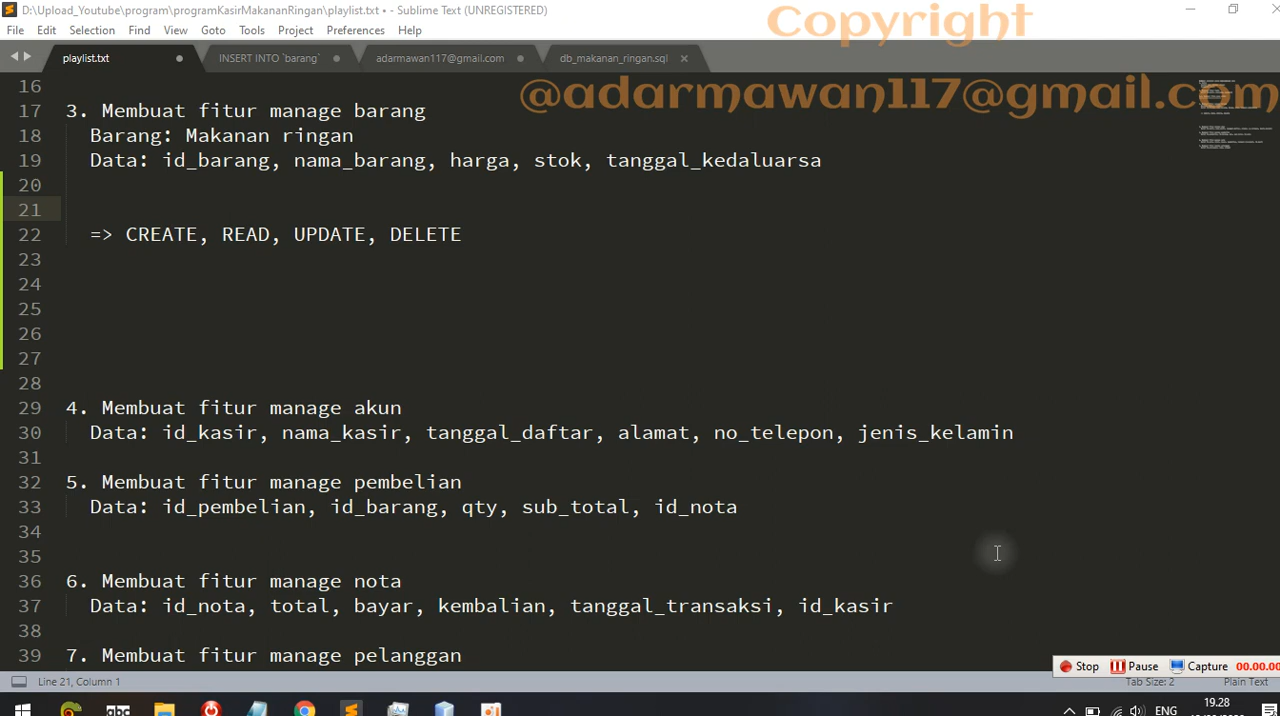 D:\Upload_Youtube\program\programKasirMakananRingan\playlist.txt • - Sublime Text (UNREGISTERED)
Copyright
File Edit Selection Find View Goto Tools Project Preferences Help
playlist.txt INSERT INTO `barang` adarmawan117@gmail.com db_makanan_ringan.sql
@adarmawan117@gmail.com
16
17 3. Membuat fitur manage barang
18 Barang: Makanan ringan
19 Data: id_barang, nama_barang, harga, stok, tanggal_kedaluarsa
20
21
22 => CREATE, READ, UPDATE, DELETE
23
24
25
26
27
28
29 4. Membuat fitur manage akun
30 Data: id_kasir, nama_kasir, tanggal_daftar, alamat, no_telepon, jenis_kelamin
31
32 5. Membuat fitur manage pembelian
33 Data: id_pembelian, id_barang, qty, sub_total, id_nota
34
35
36 6. Membuat fitur manage nota
37 Data: id_nota, total, bayar, kembalian, tanggal_transaksi, id_kasir
38
39 7. Membuat fitur manage pelanggan
Stop Pause Capture 00.00.00
Line 21, Column 1 Tab Size: 2 Plain Text
abc ENG 19.28